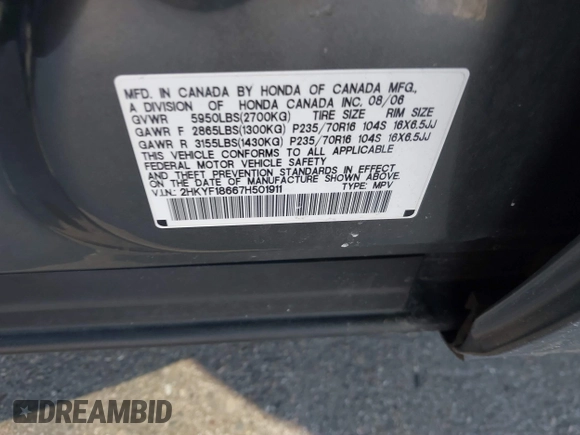 MFD. IN CANADA BY HONDA OF CANADA MFG.,
A DIVISION OF HONDA CANADA INC. 08/06
GVWR 5950LBS(2700KG) TIRE SIZE RIM SIZE
GAWR F 2865LBS(1300KG) P235/70R16 104S 16X6.5JJ
GAWR R 3155LBS(1430KG) P235/70R16 104S 16X6.5JJ
THIS VEHICLE CONFORMS TO ALL APPLICABLE
FEDERAL MOTOR VEHICLE SAFETY
AND THEFT PREVENTION STANDARDS IN EFFECT
ON THE DATE OF MANUFACTURE SHOWN ABOVE.
V.I.N.: 2HKYF18667H501911 TYPE: MPV
DREAMBID